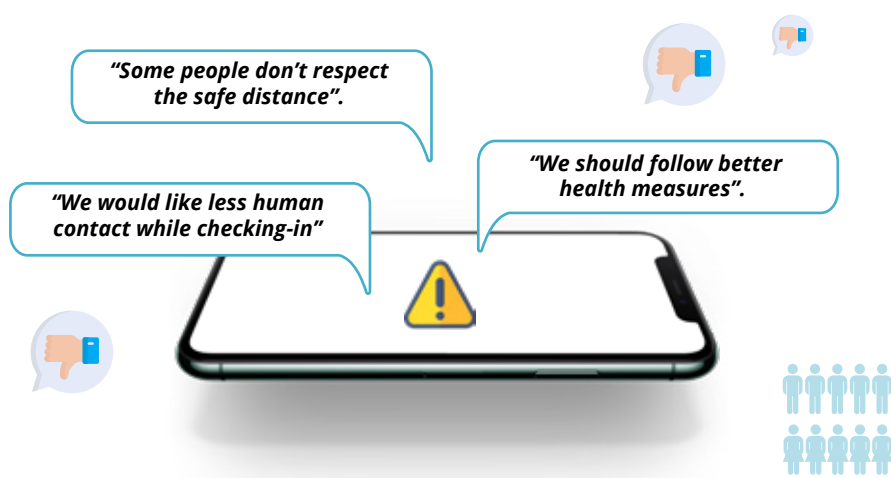 “Some people don’t respect
the safe distance”.
“We should follow better
health measures”.
“We would like less human
contact while checking-in”